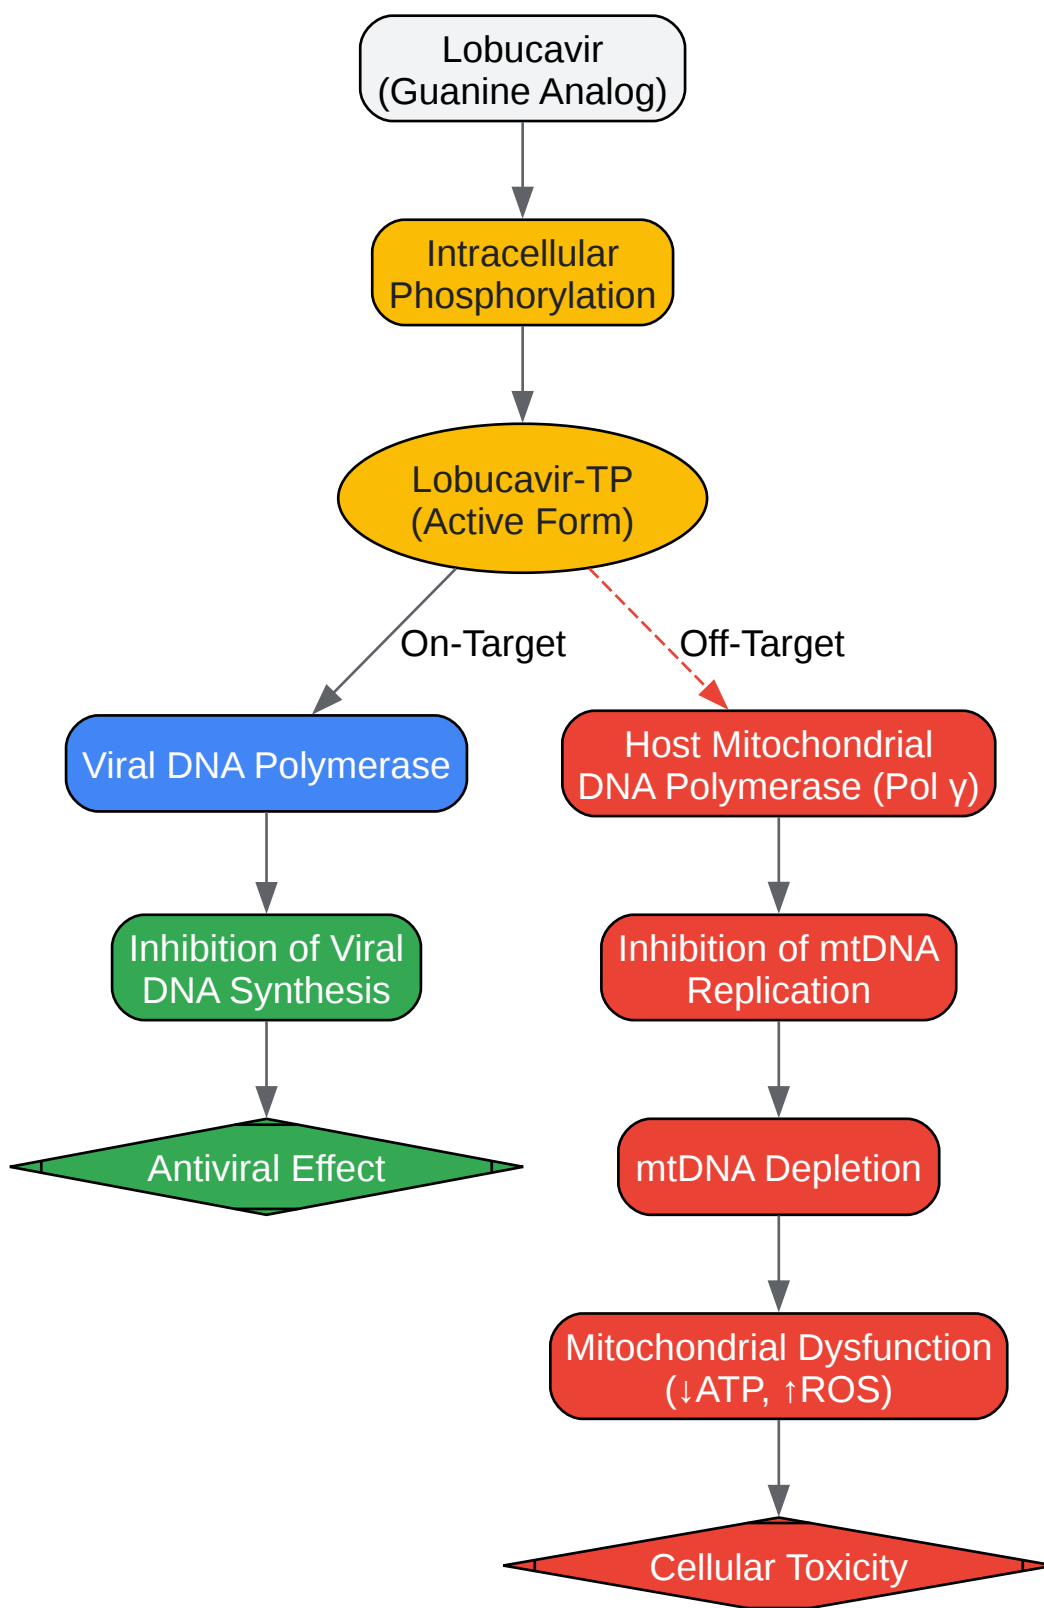 Lobucavir
(Guanine Analog)
Intracellular
Phosphorylation
Lobucavir-TP
(Active Form)
On-Target
Off-Target
Viral DNA Polymerase
Host Mitochondrial
DNA Polymerase (Pol γ)
Inhibition of Viral
DNA Synthesis
Inhibition of mtDNA
Replication
Antiviral Effect
mtDNA Depletion
Mitochondrial Dysfunction
(↓ATP, ↑ROS)
Cellular Toxicity